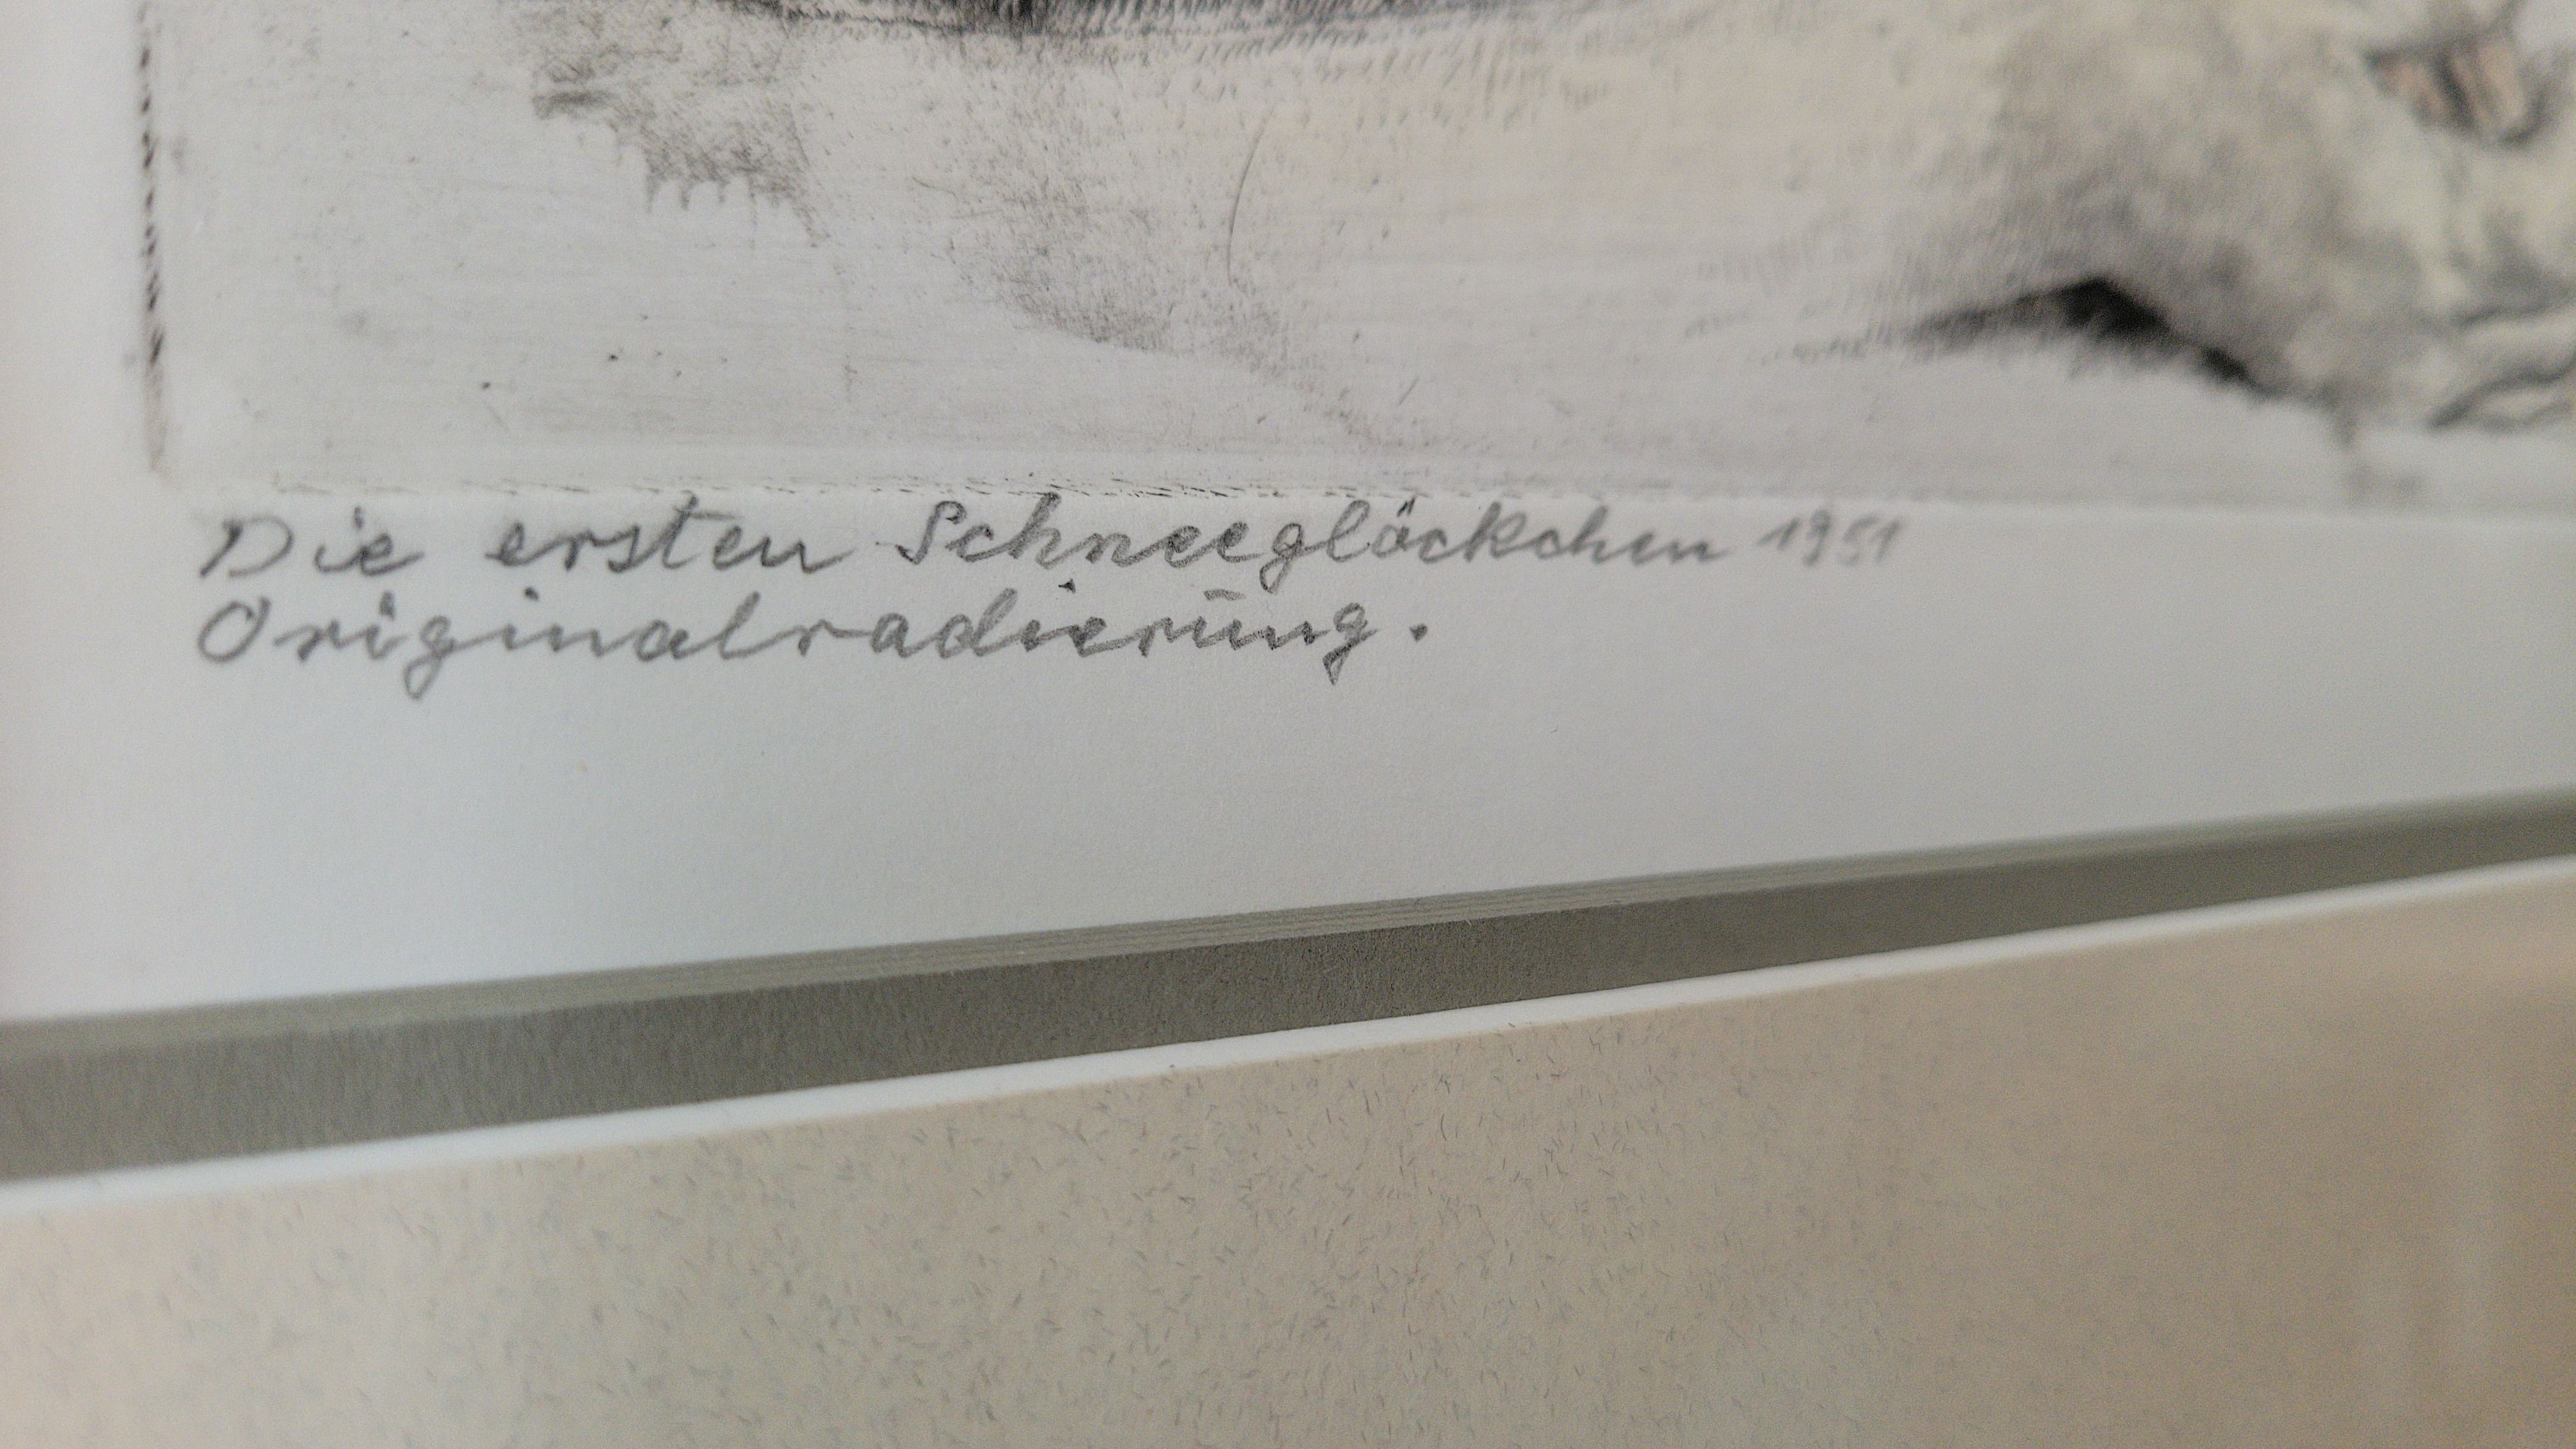 Die ersten Schneeglöckchen 1951
Originalradierung.